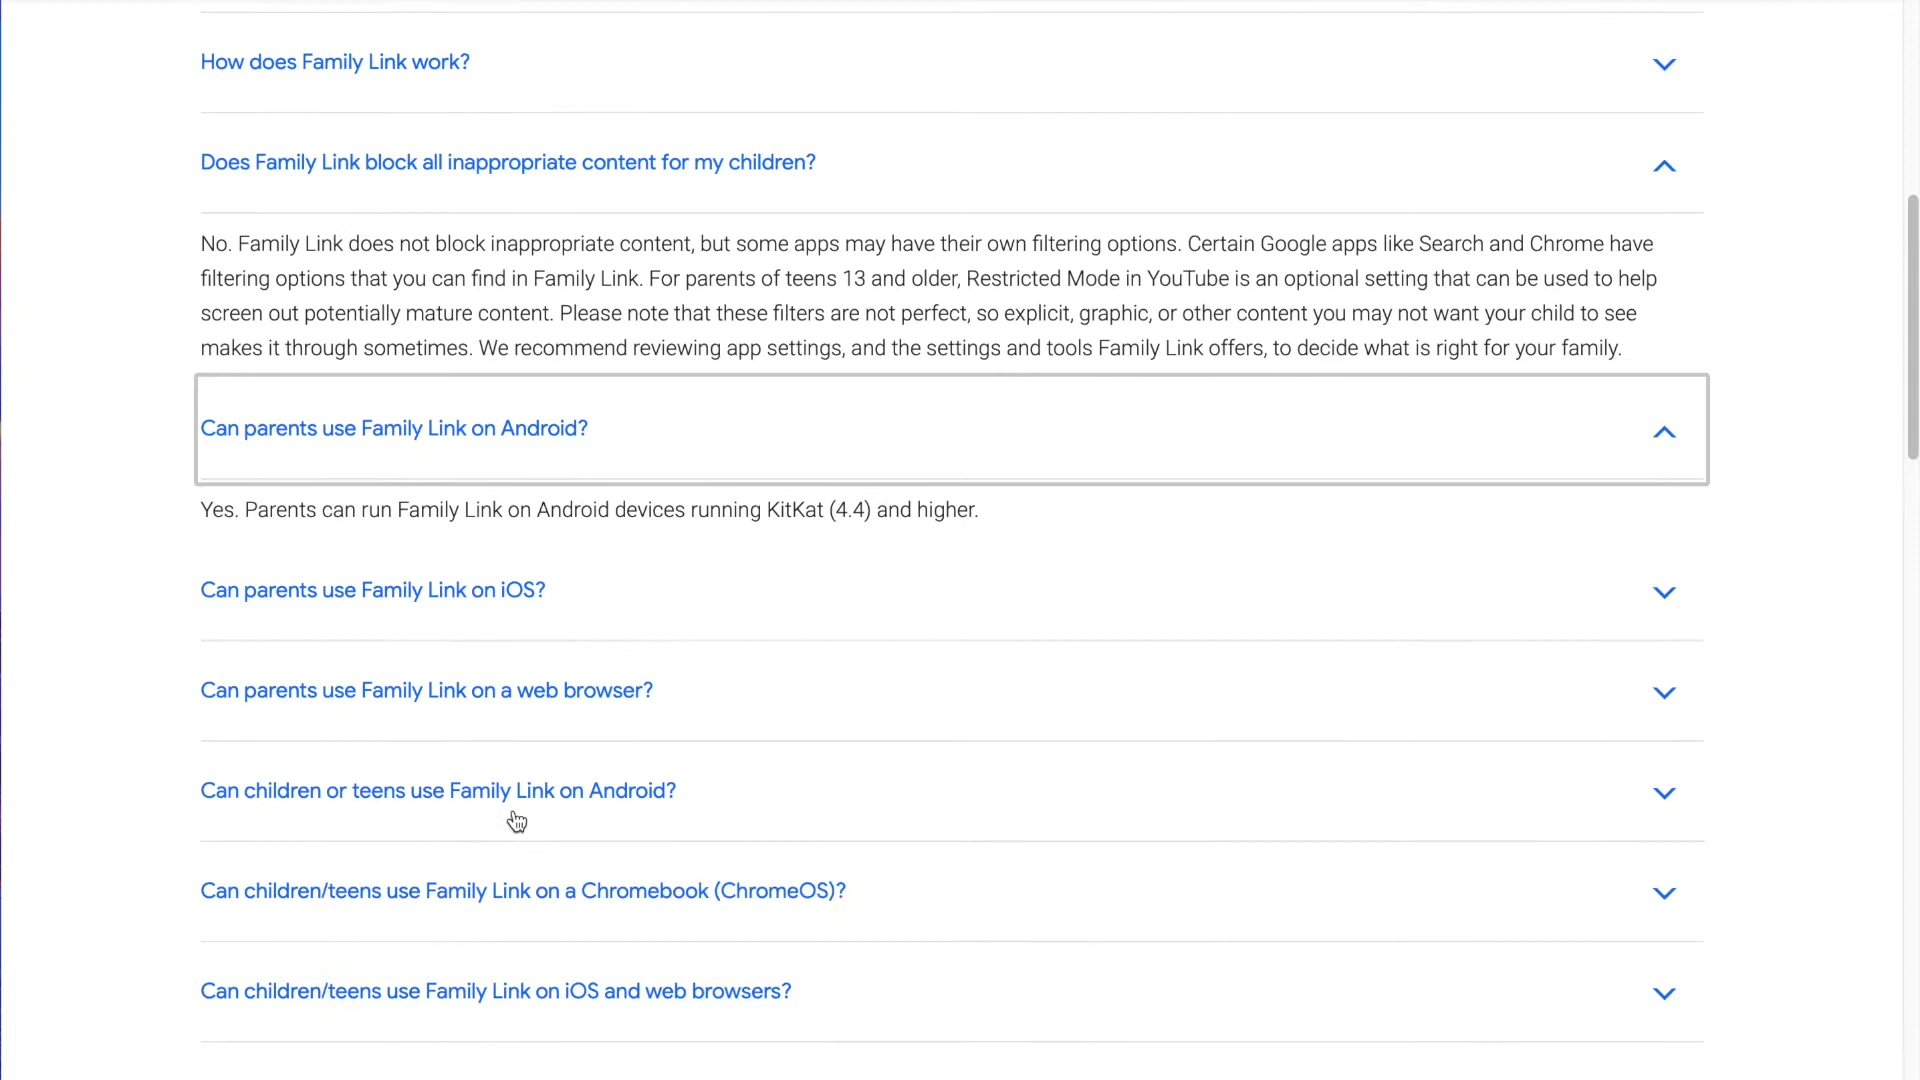 How does Family Link work?
Does Family Link block all inappropriate content for my children?
No. Family Link does not block inappropriate content, but some apps may have their own filtering options. Certain Google apps like Search and Chrome have
filtering options that you can find in Family Link. For parents of teens 13 and older, Restricted Mode in YouTube is an optional setting that can be used to help
screen out potentially mature content. Please note that these filters are not perfect, so explicit, graphic, or other content you may not want your child to see
makes it through sometimes. We recommend reviewing app settings, and the settings and tools Family Link offers, to decide what is right for your family.
Can parents use Family Link on Android?
Yes. Parents can run Family Link on Android devices running KitKat (4.4) and higher.
Can parents use Family Link on iOS?
Can parents use Family Link on a web browser?
Can children or teens use Family Link on Android?
Can children/teens use Family Link on a Chromebook (ChromeOS)?
Can children/teens use Family Link on iOS and web browsers?